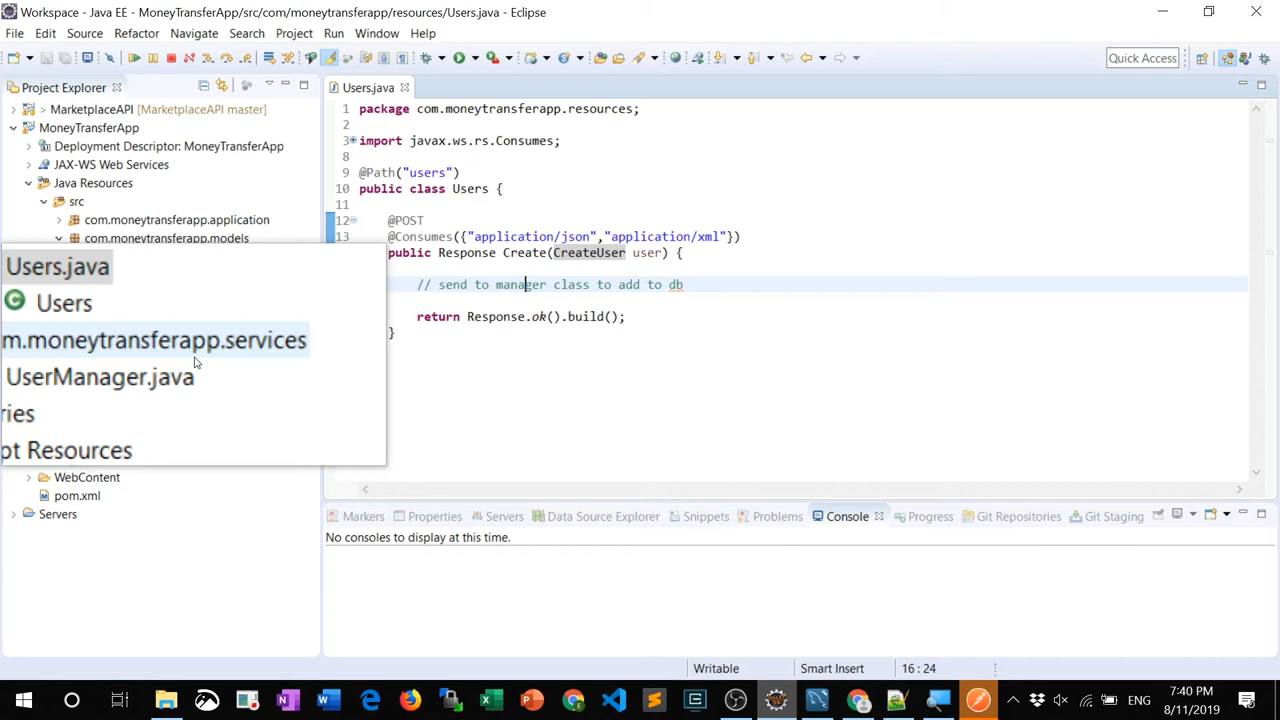 Workspace - Java EE - MoneyTransferApp/src/com/moneytransferapp/resources/Users.java - Eclipse
File Edit Source Refactor Navigate Search Project Run Window Help
Quick Access
Project Explorer
Users.java
> MarketplaceAPI [MarketplaceAPI master]
MoneyTransferApp
Deployment Descriptor: MoneyTransferApp
JAX-WS Web Services
Java Resources
src
com.moneytransferapp.application
com.moneytransferapp.models
Users.java
Users
m.moneytransferapp.services
UserManager.java
ries
pt Resources
WebContent
pom.xml
Servers
1 package com.moneytransferapp.resources;
2
3 import javax.ws.rs.Consumes;
8
9 @Path("users")
10 public class Users {
11
12 @POST
13 @Consumes({"application/json","application/xml"})
public Response Create(CreateUser user) {
// send to manager class to add to db
return Response.ok().build();
}
Markers Properties Servers Data Source Explorer Snippets Problems Console Progress Git Repositories Git Staging
No consoles to display at this time.
Writable Smart Insert 16 : 24
ENG
7:40 PM
8/11/2019